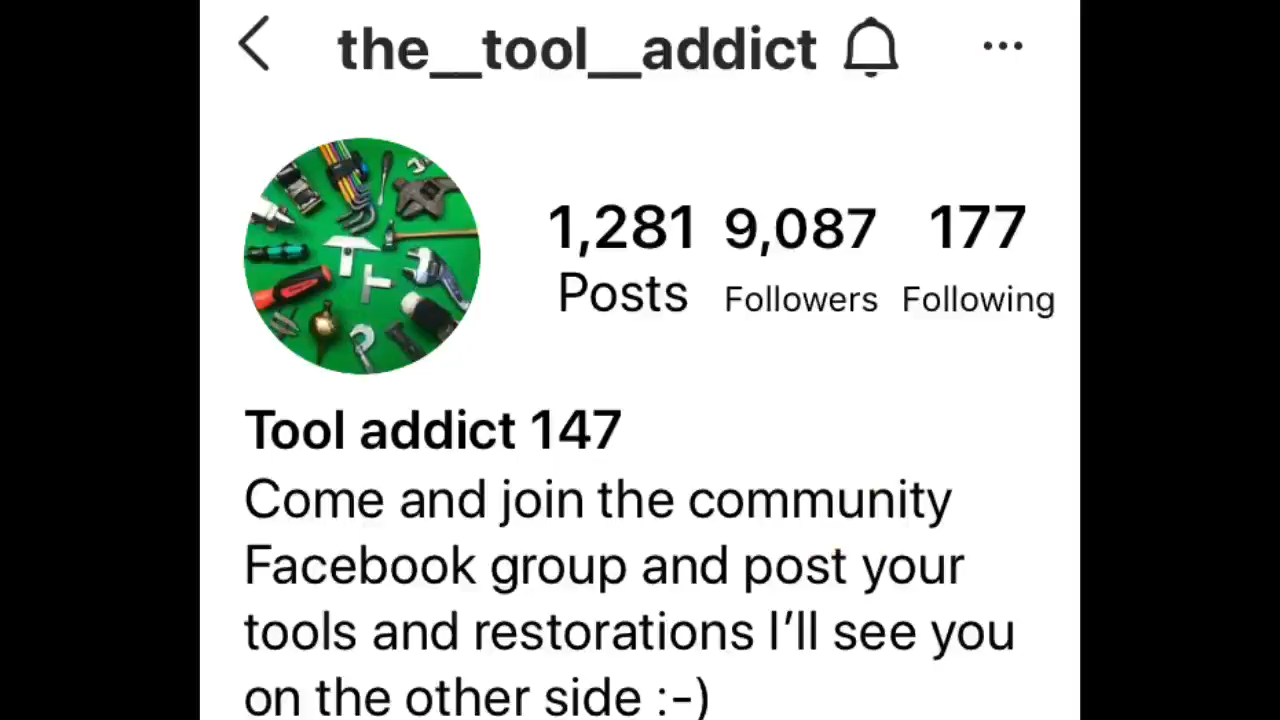 the__tool__addict
1,281 9,087 177
Posts Followers Following
Tool addict 147
Come and join the community
Facebook group and post your
tools and restorations I’ll see you
on the other side :-)